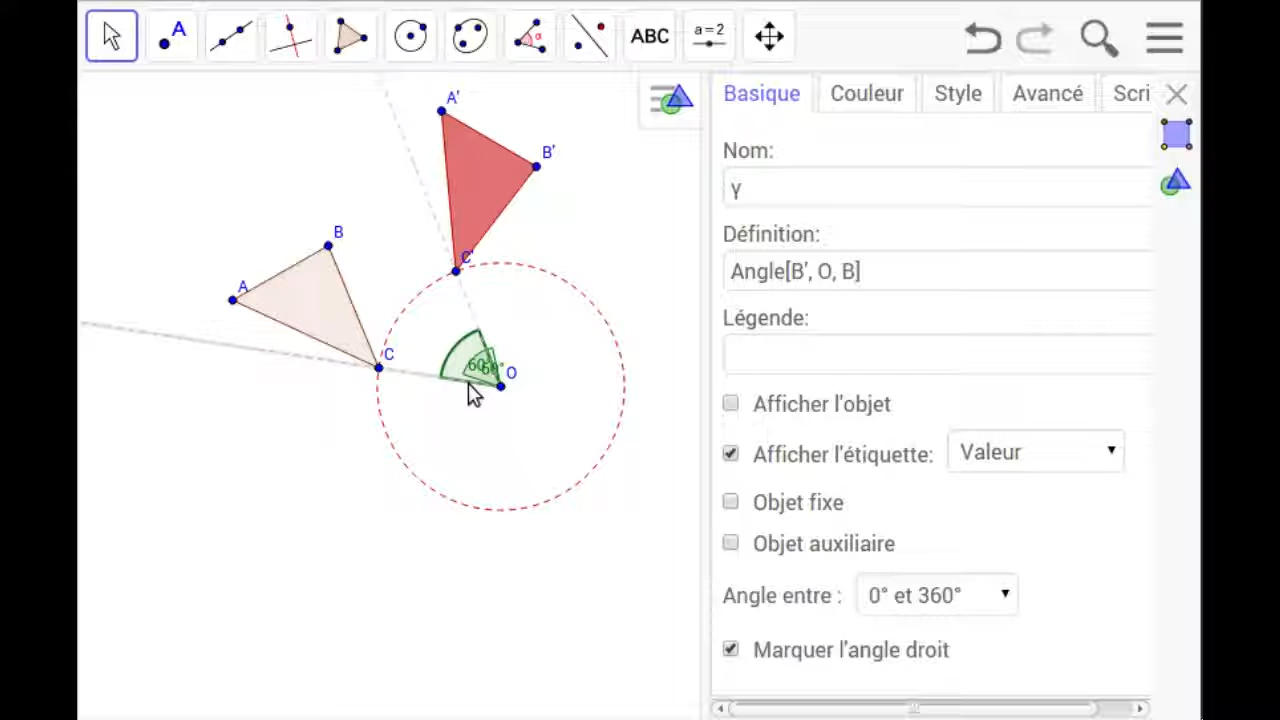 A
α
ABC
a=2
Basique
Couleur
Style
Avancé
Scri
Nom:
γ
Définition:
Angle[B', O, B]
Légende:
Afficher l'objet
Afficher l'étiquette:
Valeur
Objet fixe
Objet auxiliaire
Angle entre :
0° et 360°
Marquer l'angle droit
A'
B'
C'
B
A
C
60°
60°
O